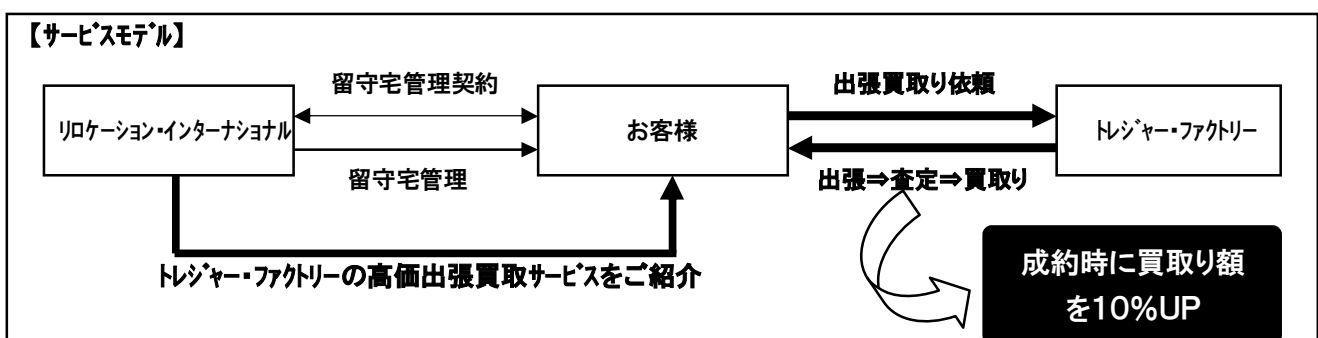 【ｻｰﾋﾞｽﾓﾃﾞﾙ】
留守宅管理契約
出張買取り依頼
ﾘﾛｹｰｼｮﾝ・ｲﾝﾀｰﾅｼｮﾅﾙ
お客様
ﾄﾚｼﾞｬｰ・ﾌｧｸﾄﾘｰ
留守宅管理
出張⇒査定⇒買取り
ﾄﾚｼﾞｬｰ・ﾌｧｸﾄﾘｰの高価出張買取ｻｰﾋﾞｽをご紹介
成約時に買取り額
を10%UP